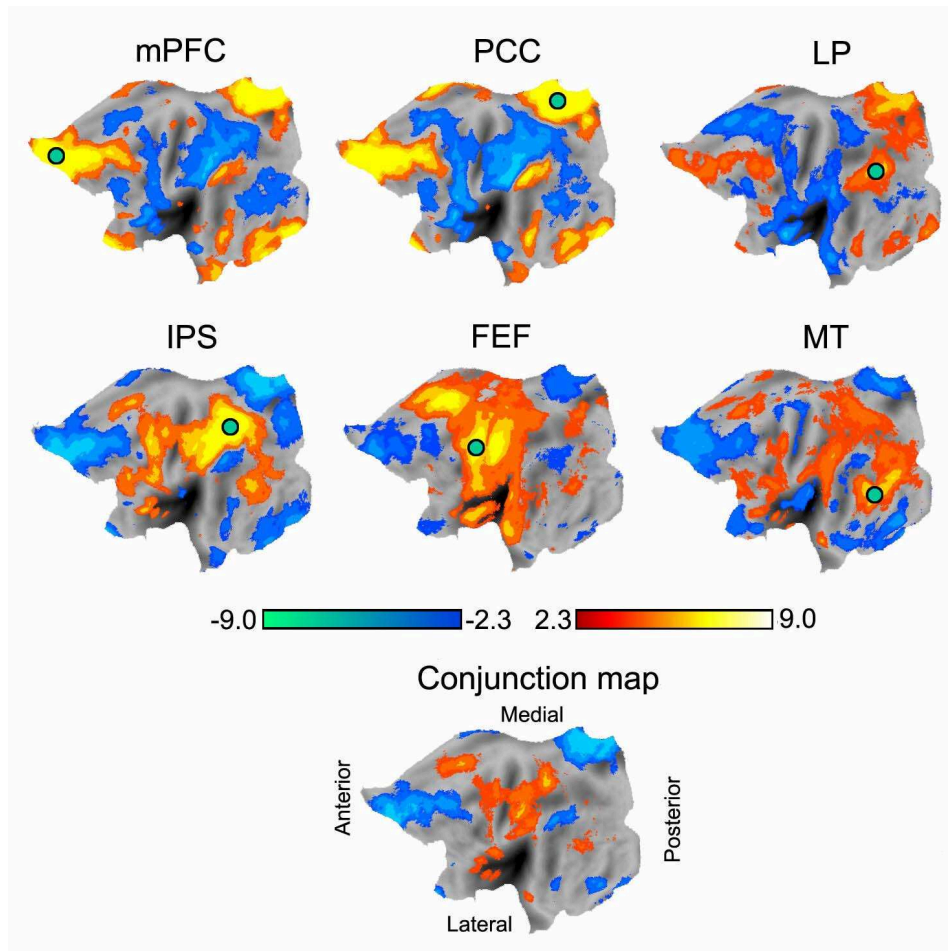 mPFC PCC LP
IPS FEF MT
-9.0 -2.3 2.3 9.0
Conjunction map
Medial
Anterior
Posterior
Lateral